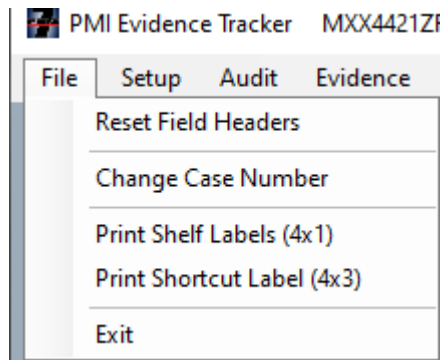 PMI Evidence Tracker MXX4421ZF
File Setup Audit Evidence
Reset Field Headers
Change Case Number
Print Shelf Labels (4x1)
Print Shortcut Label (4x3)
Exit